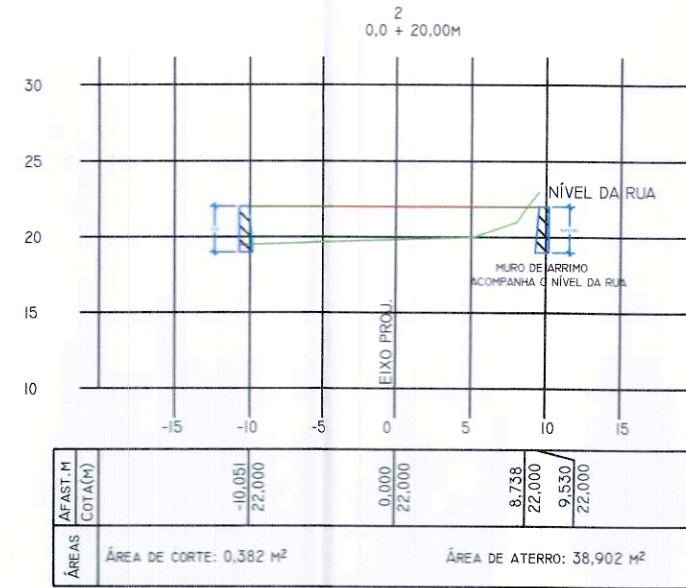 2
0,0 + 20,00M
30
25
20
15
10
NÍVEL DA RUA
MURO DE ARRIMO
ACOMPANHA O NÍVEL DA RUA
EIXO PROJ.
-15
-10
-5
0
5
10
15
AFAST.M
COTA(M)
-10,051
22,000
0,000
22,000
8,738
22,000
9,530
22,000
ÁREAS
ÁREA DE CORTE: 0,382 M²
ÁREA DE ATERRO: 38,902 M²